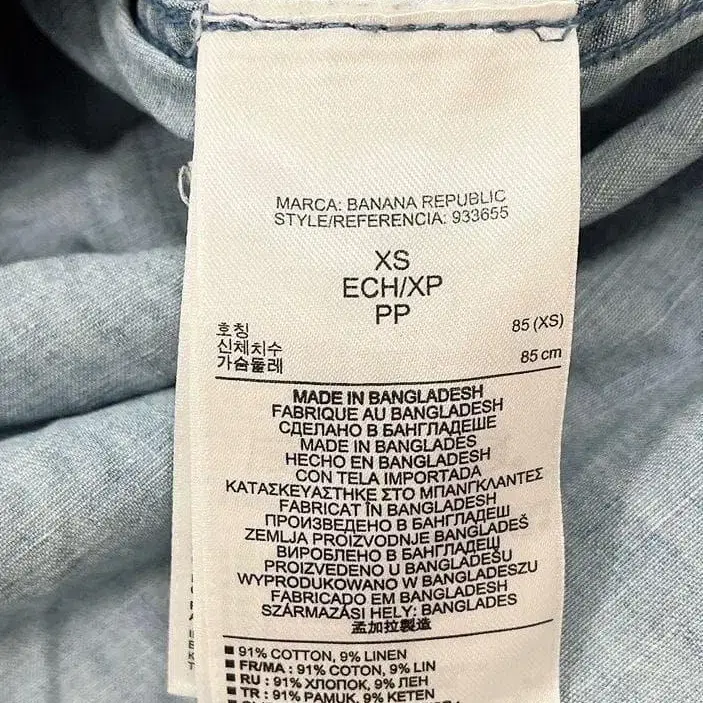 MARCA: BANANA REPUBLIC
STYLE/REFERENCIA: 933655
XS
ECH/XP
PP
호칭 85 (XS)
신체치수
가슴둘레 85 cm
MADE IN BANGLADESH
FABRIQUE AU BANGLADESH
СДЕЛАНО В БАНГЛАДЕШЕ
MADE IN BANGLADES
HECHO EN BANGLADESH
CON TELA IMPORTADA
ΚΑΤΑΣΚΕΥΑΣΤΗΚΕ ΣΤΟ ΜΠΑΝΓΚΛΑΝΤΕΣ
FABRICAT ÎN BANGLADESH
ПРОИЗВЕДЕНО В БАНГЛАДЕШ
ZEMLJA PROIZVODNJE BANGLADEŠ
ВИРОБЛЕНО В БАНГЛАДЕШ
PROIZVEDENO U BANGLADEŠU
WYPRODUKOWANO W BANGLADESZU
FABRICADO EM BANGLADESH
SZÁRMAZÁSI HELY: BANGLADES
孟加拉製造
■ 91% COTTON, 9% LINEN
■ FR/MA : 91% COTON, 9% LIN
■ RU : 91% ХЛОПОК, 9% ЛЕН
■ TR : 91% PAMUK, 9% KETEN